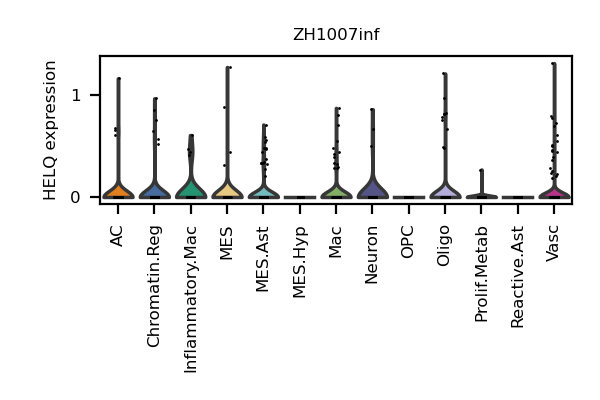 ZH1007inf
HELQ expression
1
0
AC
Chromatin.Reg
Inflammatory.Mac
MES
MES.Ast
MES.Hyp
Mac
Neuron
OPC
Oligo
Prolif.Metab
Reactive.Ast
Vasc